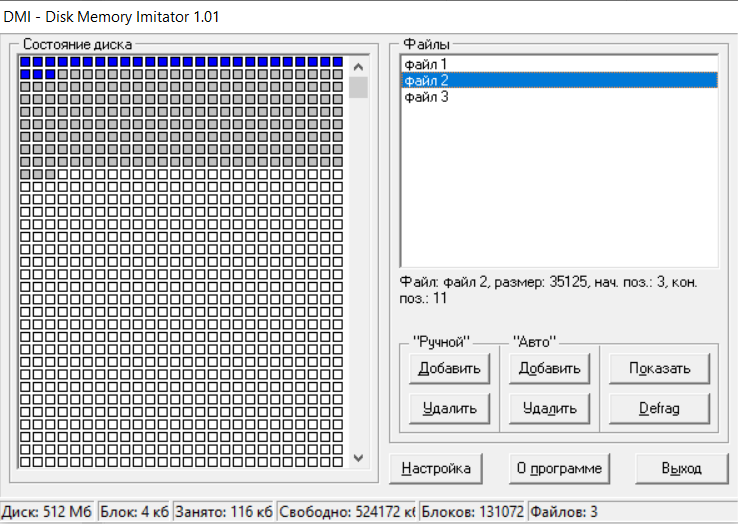 DMI - Disk Memory Imitator 1.01
Состояние диска
Файлы
файл 1
файл 2
файл 3
Файл: файл 2, размер: 35125, нач. поз.: 3, кон.
поз.: 11
"Ручной" "Авто"
Добавить Добавить Показать
Удалить Удалить Defrag
Настройка О программе Выход
Диск: 512 Мб Блок: 4 кб Занято: 116 кб Свободно: 524172 кб Блоков: 131072 Файлов: 3